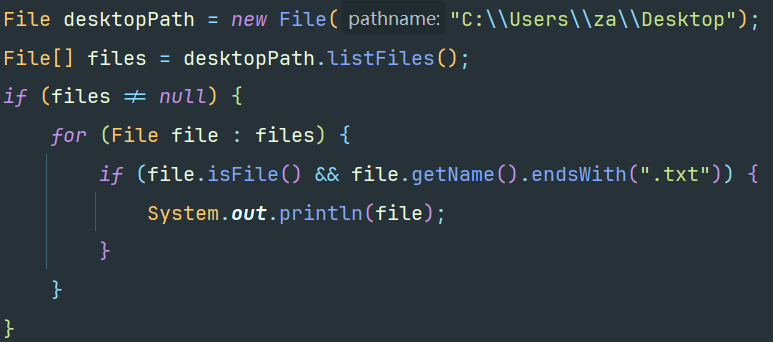 File desktopPath = new File( pathname: "C:\\Users\\za\\Desktop");
File[] files = desktopPath.listFiles();
if (files ≠ null) {
for (File file : files) {
if (file.isFile() && file.getName().endsWith(".txt")) {
System.out.println(file);
}
}
}